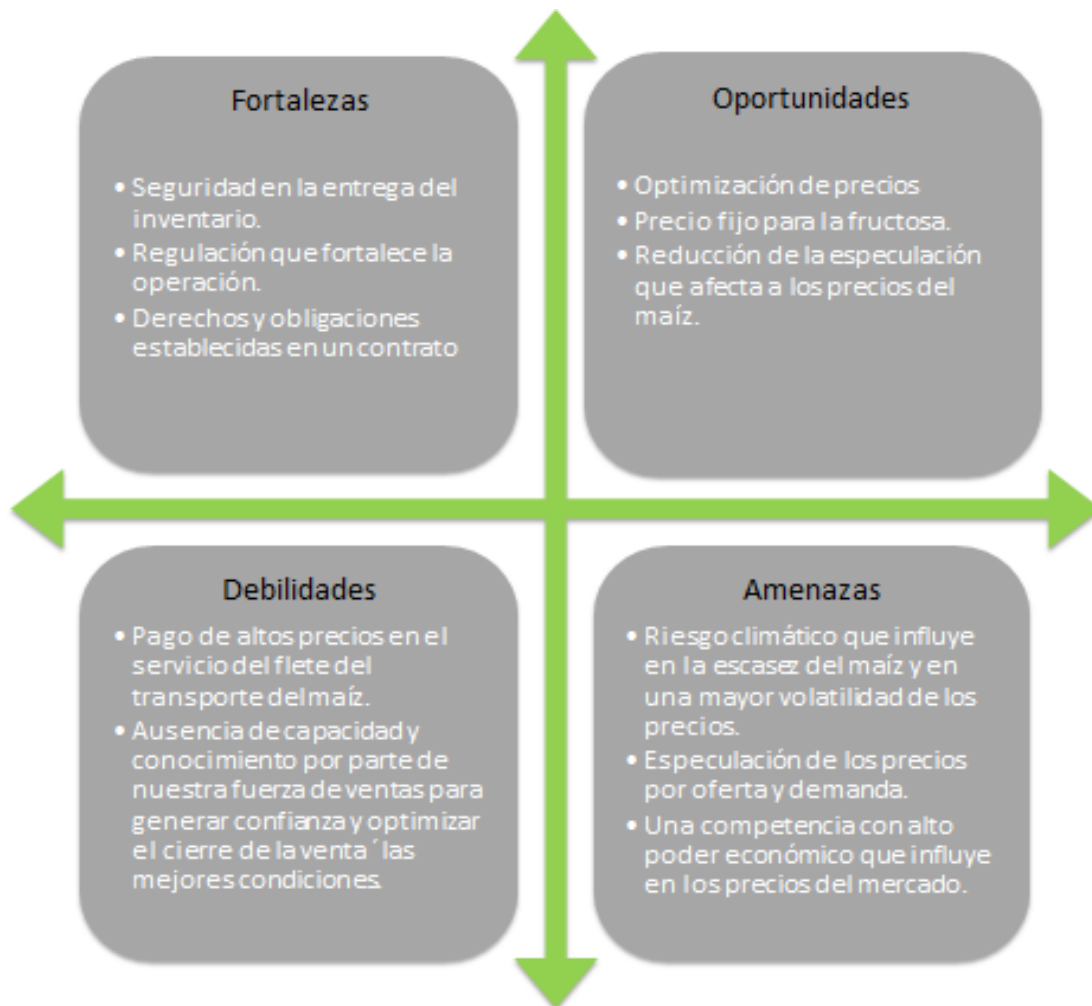 Fortalezas
• Seguridad en la entrega del
inventario.
• Regulación que fortalece la
operación.
• Derechos y obligaciones
establecidas en un contrato
Oportunidades
• Optimización de precios
• Precio fijo para la fructosa.
• Reducción de la especulación
que afecta a los precios del
maíz.
Debilidades
• Pago de altos precios en el
servicio del flete del
transporte del maíz.
• Ausencia de capacidad y
conocimiento por parte de
nuestra fuerza de ventas para
generar confianza y optimizar
el cierre de la venta ´las
mejores condiciones.
Amenazas
• Riesgo climático que influye
en la escasez del maíz y en
una mayor volatilidad de los
precios.
• Especulación de los precios
por oferta y demanda.
• Una competencia con alto
poder económico que influye
en los precios del mercado.